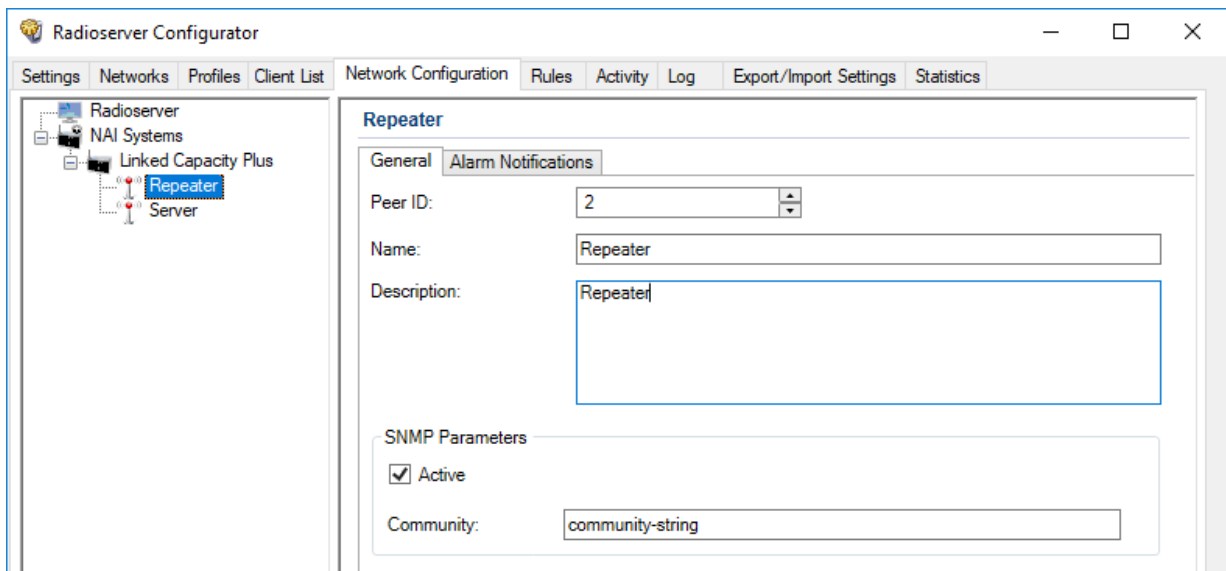 Radioserver Configurator
Settings Networks Profiles Client List Network Configuration Rules Activity Log Export/Import Settings Statistics
Radioserver
NAI Systems
Linked Capacity Plus
Repeater
Server
Repeater
General Alarm Notifications
Peer ID: 2
Name: Repeater
Description: Repeater
SNMP Parameters
Active
Community: community-string